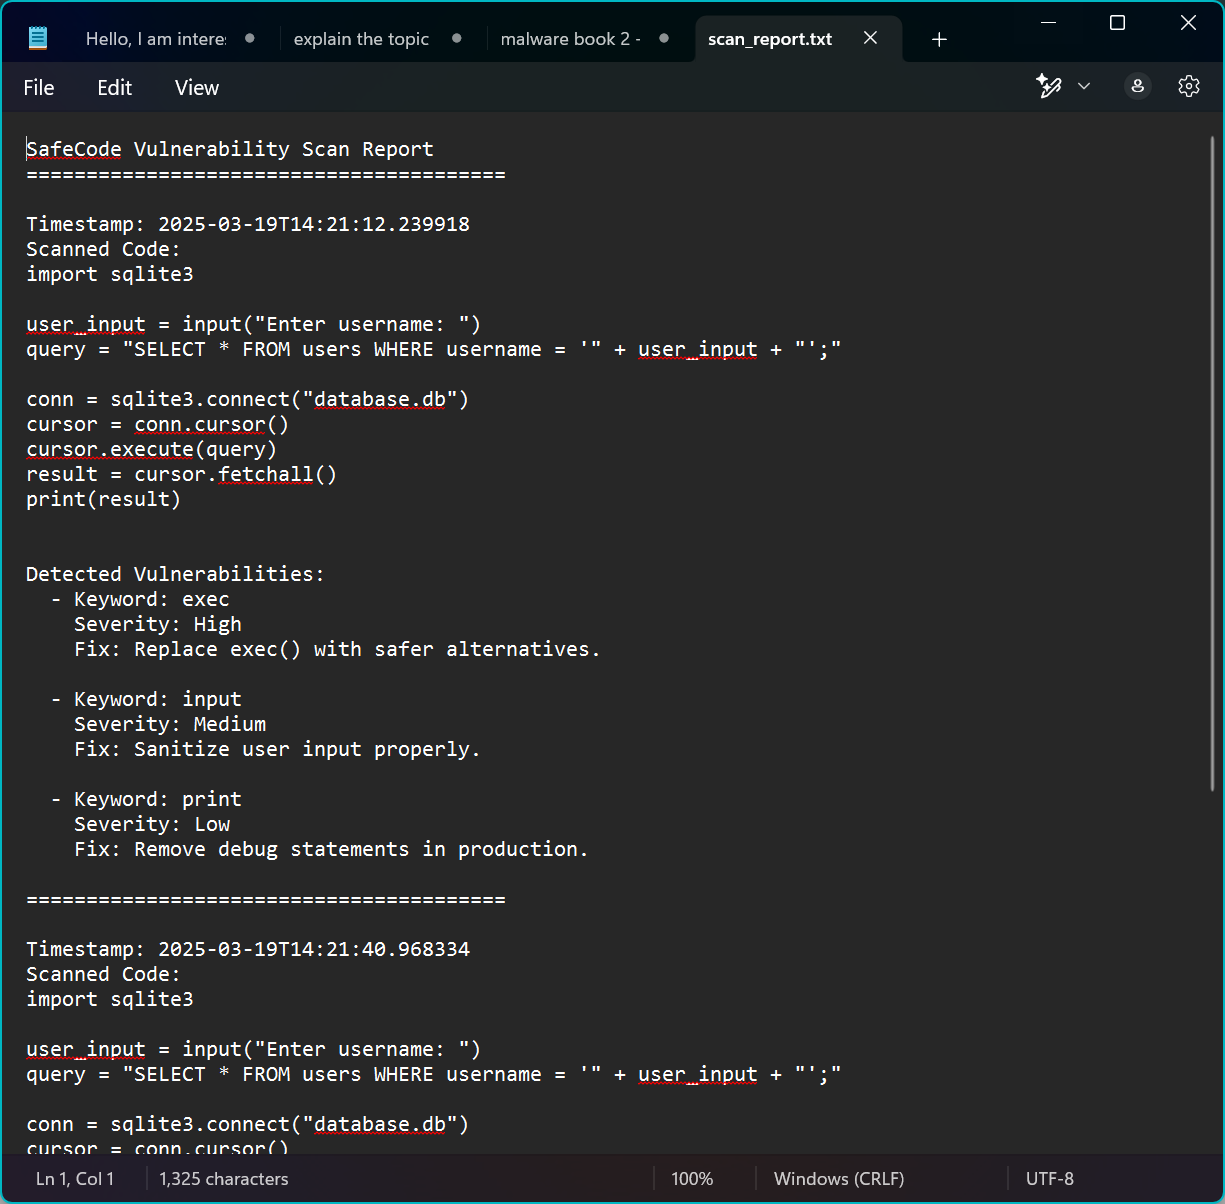 Hello, I am intere
explain the topic
malware book 2 -
scan_report.txt
File
Edit
View
SafeCode Vulnerability Scan Report
========================================
Timestamp: 2025-03-19T14:21:12.239918
Scanned Code:
import sqlite3
user_input = input("Enter username: ")
query = "SELECT * FROM users WHERE username = '" + user_input + "';"
conn = sqlite3.connect("database.db")
cursor = conn.cursor()
cursor.execute(query)
result = cursor.fetchall()
print(result)
Detected Vulnerabilities:
- Keyword: exec
Severity: High
Fix: Replace exec() with safer alternatives.
- Keyword: input
Severity: Medium
Fix: Sanitize user input properly.
- Keyword: print
Severity: Low
Fix: Remove debug statements in production.
========================================
Timestamp: 2025-03-19T14:21:40.968334
Scanned Code:
import sqlite3
user_input = input("Enter username: ")
query = "SELECT * FROM users WHERE username = '" + user_input + "';"
conn = sqlite3.connect("database.db")
cursor = conn.cursor()
Ln 1, Col 1
1,325 characters
100%
Windows (CRLF)
UTF-8